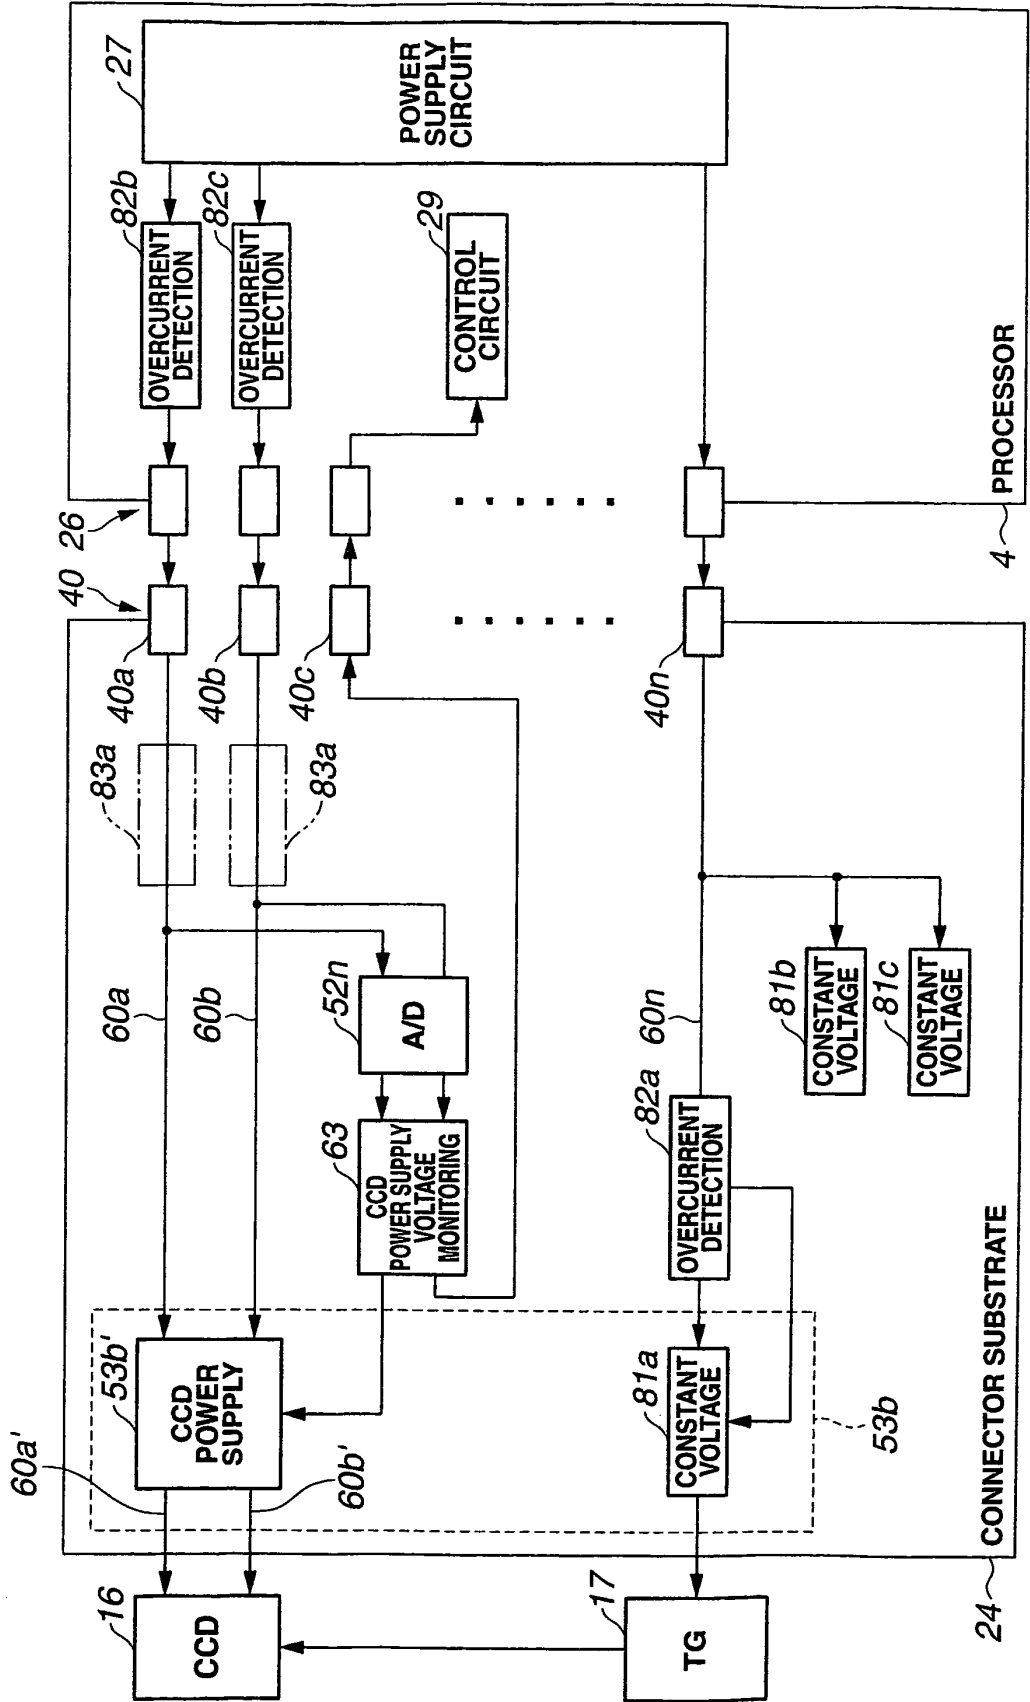 27
POWER
SUPPLY
CIRCUIT
82b
OVERCURRENT
DETECTION
82c
OVERCURRENT
DETECTION
29
CONTROL
CIRCUIT
26
4
PROCESSOR
40
40a
40b
40c
40n
83a
83a
60a
60b
52n
A/D
63
CCD
POWER SUPPLY
VOLTAGE
MONITORING
60n
81b
CONSTANT
VOLTAGE
81c
CONSTANT
VOLTAGE
82a
OVERCURRENT
DETECTION
53b'
CCD
POWER
SUPPLY
81a
CONSTANT
VOLTAGE
53b
60a'
60b'
24
CONNECTOR SUBSTRATE
16
CCD
17
TG